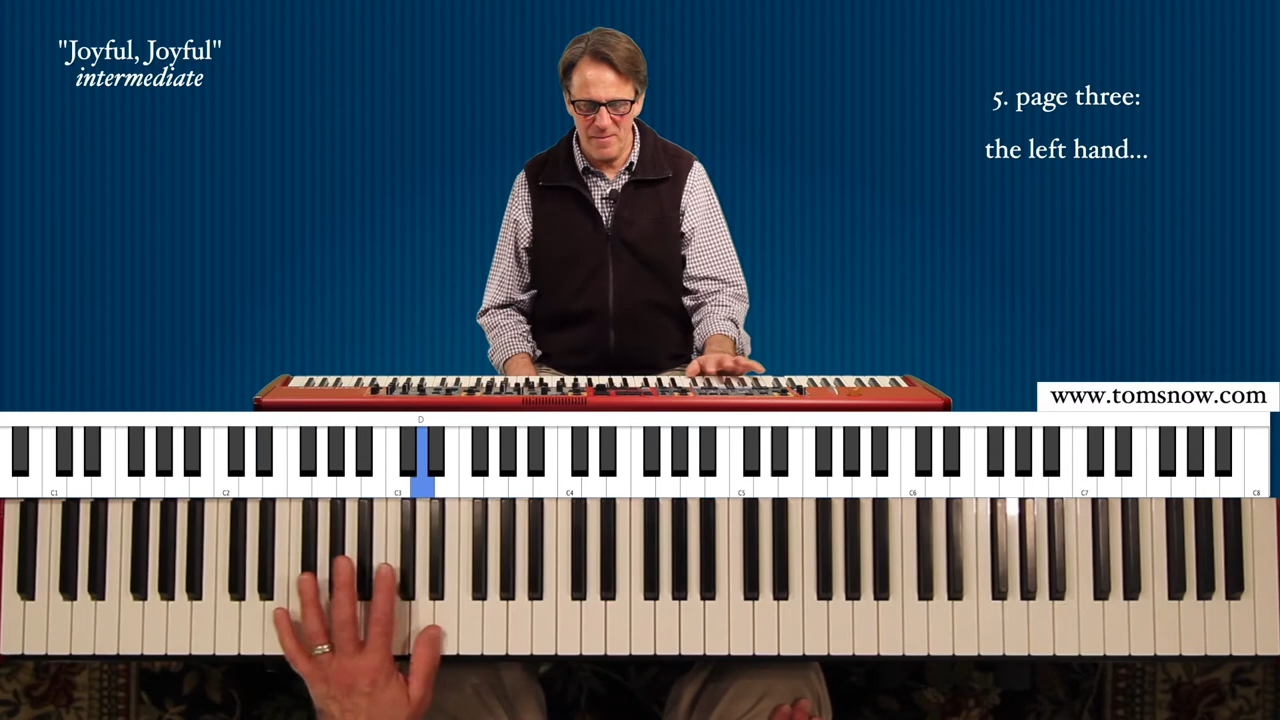 "Joyful, Joyful"
intermediate
5. page three:
the left hand...
www.tomsnow.com
D
C1 C2 C3 C4 C5 C6 C7 C8